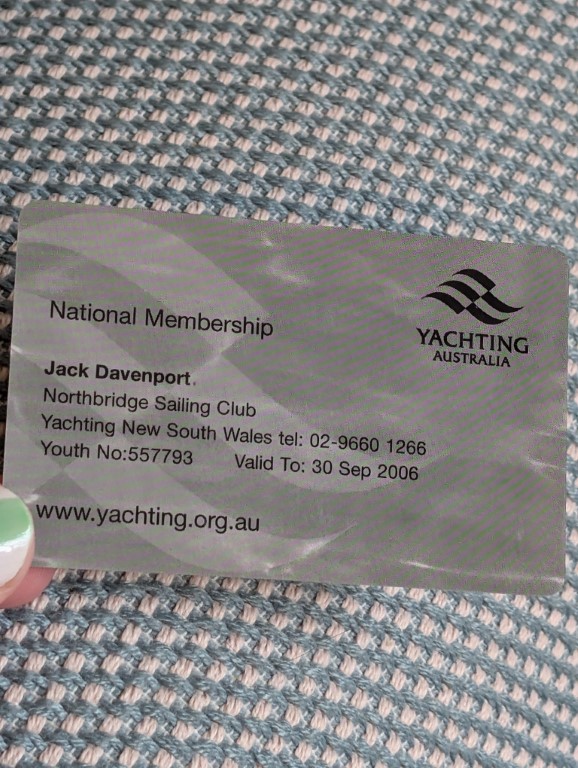 YACHTING
AUSTRALIA
National Membership
Jack Davenport.
Northbridge Sailing Club
Yachting New South Wales tel: 02-9660 1266
Youth No:557793 Valid To: 30 Sep 2006
www.yachting.org.au